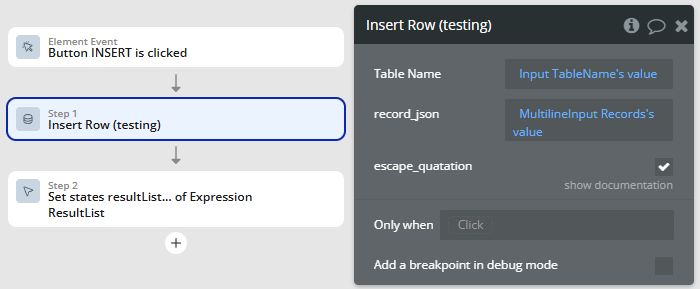 Element Event
Button INSERT is clicked
Step 1
Insert Row (testing)
Step 2
Set states resultList... of Expression
ResultList
Insert Row (testing)
Table Name
Input TableName's value
record_json
MultilineInput Records's
value
escape_quatation
show documentation
Only when
Click
Add a breakpoint in debug mode